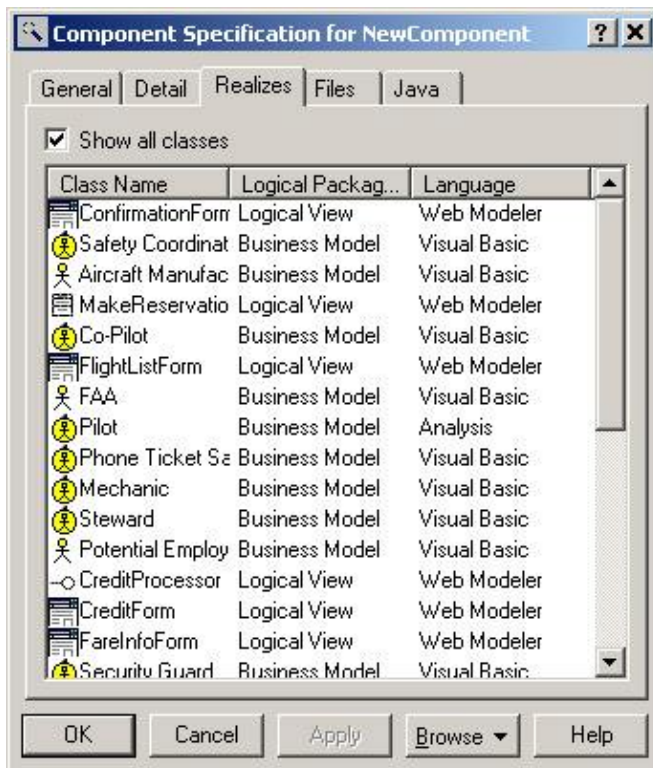 Component Specification for NewComponent
General Detail Realizes Files Java
Show all classes
Class Name Logical Packag... Language
ConfirmationForm Logical View Web Modeler
Safety Coordinat Business Model Visual Basic
Aircraft Manufac Business Model Visual Basic
MakeReservatio Logical View Web Modeler
Co-Pilot Business Model Visual Basic
FlightListForm Logical View Web Modeler
FAA Business Model Visual Basic
Pilot Business Model Analysis
Phone Ticket Sa Business Model Visual Basic
Mechanic Business Model Visual Basic
Steward Business Model Visual Basic
Potential Employ Business Model Visual Basic
CreditProcessor Logical View Web Modeler
CreditForm Logical View Web Modeler
FareInfoForm Logical View Web Modeler
Security Guard Business Model Visual Basic
OK Cancel Apply Browse Help